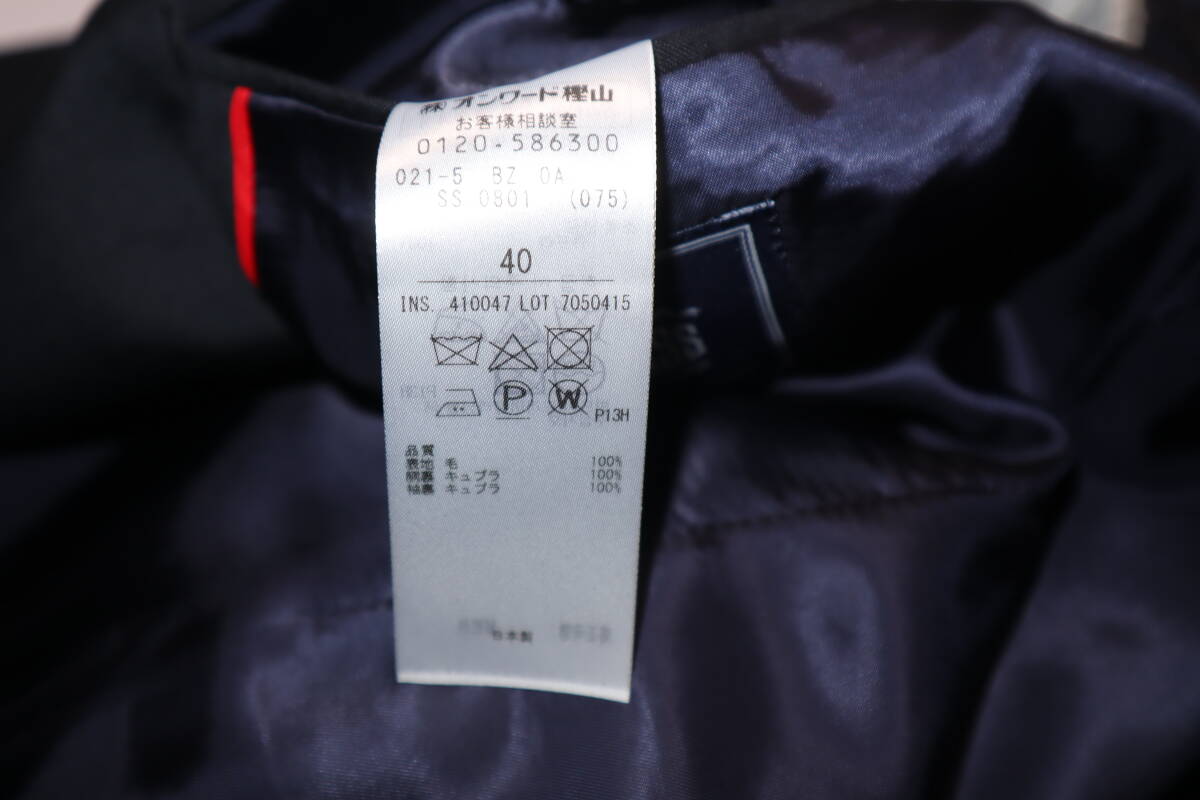 ㈱オンワード樫山
お客様相談室
0120-586300
021-5 BZ 0A
SS 0801 (075)
40
INS. 410047 LOT 7050415
P W P13H
品質
表地 毛 100%
胴裏 キュプラ 100%
袖裏 キュプラ 100%
日本製